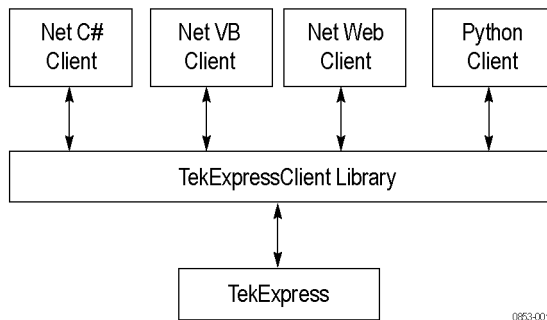 Net C#
Client
Net VB
Client
Net Web
Client
Python
Client
TekExpressClient Library
TekExpress